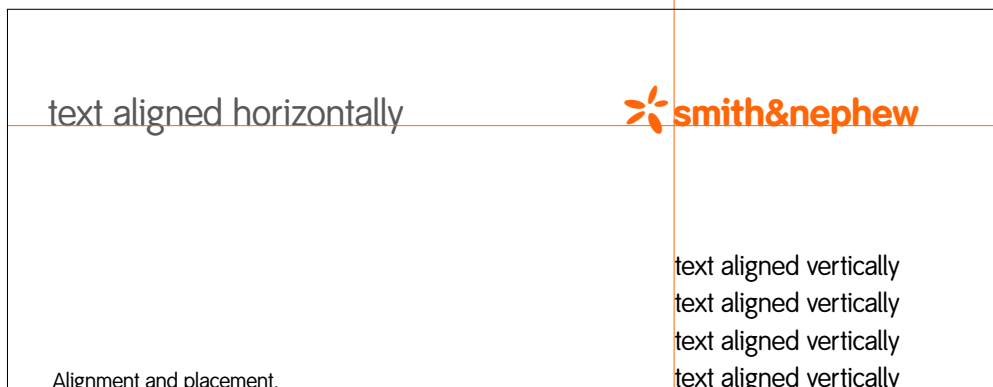 text aligned horizontally
smith&nephew
text aligned vertically
text aligned vertically
text aligned vertically
text aligned vertically
Alignment and placement.